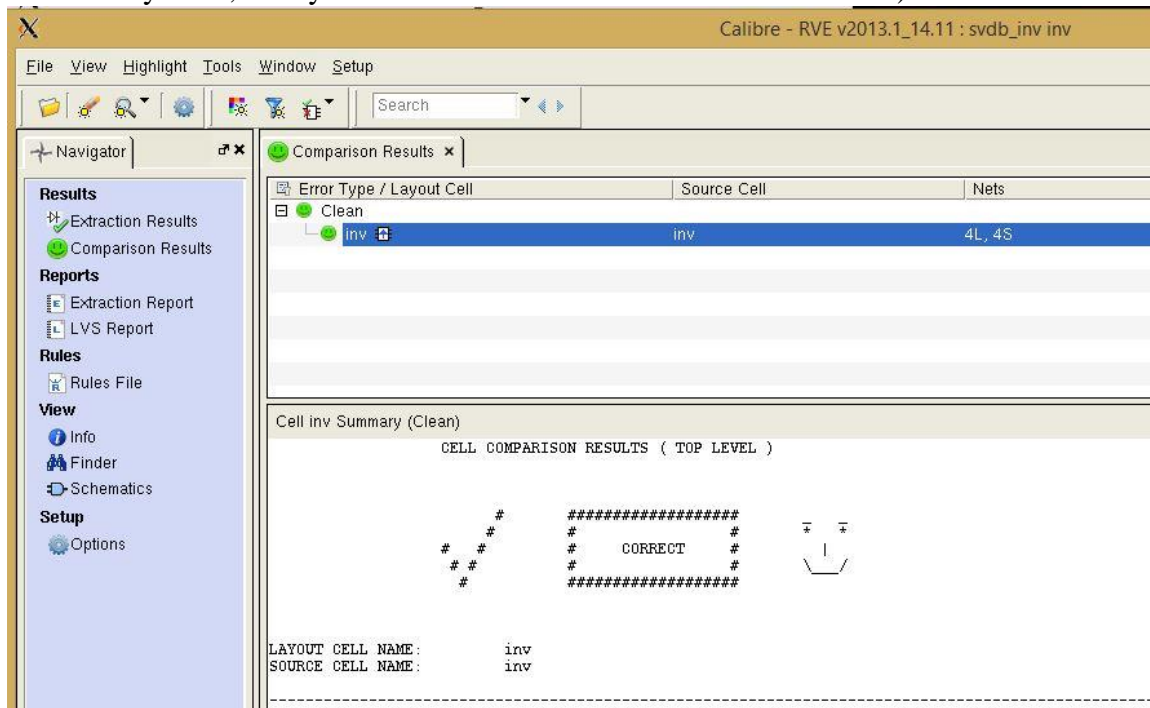 Calibre - RVE v2013.1_14.11 : svdb_inv inv
File View Highlight Tools Window Setup
Search
Navigator
Comparison Results
Results
Extraction Results
Comparison Results
Reports
Extraction Report
LVS Report
Rules
Rules File
View
Info
Finder
Schematics
Setup
Options
Error Type / Layout Cell Source Cell Nets
Clean
inv inv 4L, 4S
Cell inv Summary (Clean)
CELL COMPARISON RESULTS ( TOP LEVEL )
CORRECT
LAYOUT CELL NAME: inv
SOURCE CELL NAME: inv